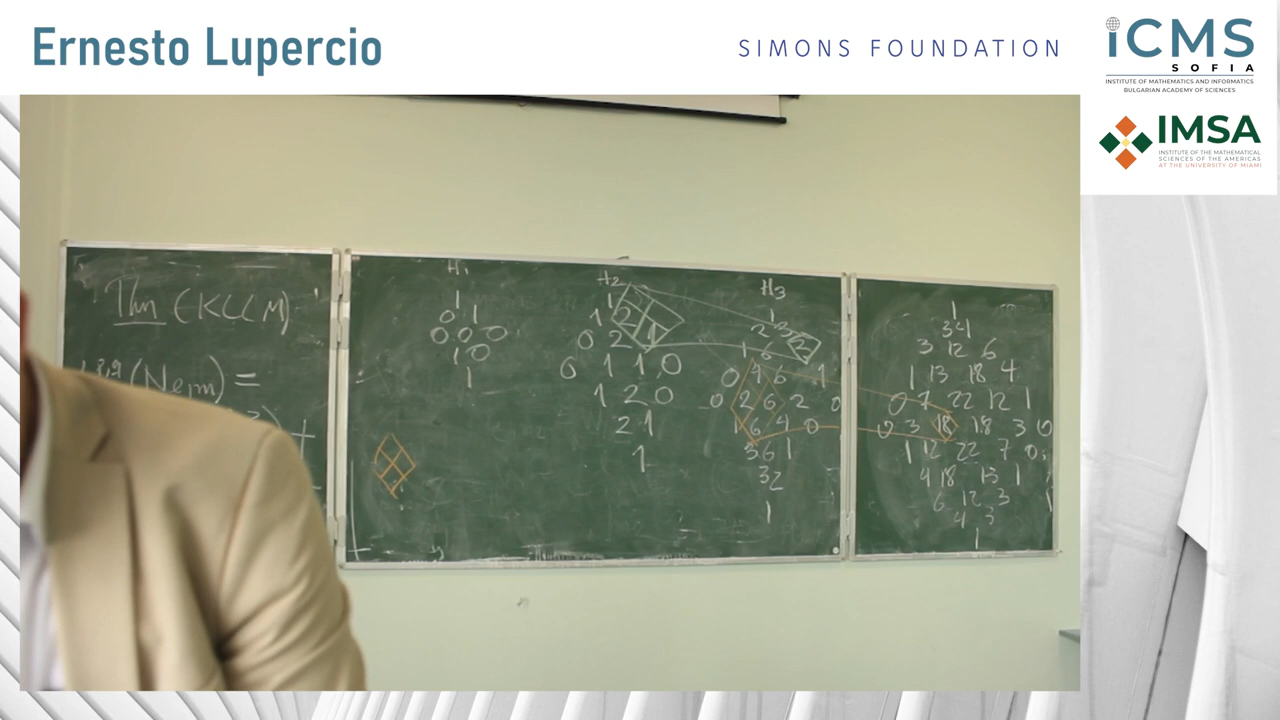 Ernesto Lupercio
SIMONS FOUNDATION
iCMS
SOFIA
INSTITUTE OF MATHEMATICS AND INFORMATICS
BULGARIAN ACADEMY OF SCIENCES
IMSA
INSTITUTE OF THE MATHEMATICAL
SCIENCES OF THE AMERICAS
AT THE UNIVERSITY OF MIAMI
Thm (KLLM)
H1
1
0 1
0 0 0
1 0
1
H2
1
1 2
0 2 1
0 1 1 0
1 2 0
2 1
1
H3
1
2 3
1 6 3
0 4 6 1
0 2 6 2 0
1 6 4 0
3 6 1
3 2
1
1
3 4
3 12 6
1 13 18 4
0 7 22 12 1
0 3 18 18 3 0
1 12 22 7 0
4 18 13 1
6 12 3
4 3
1